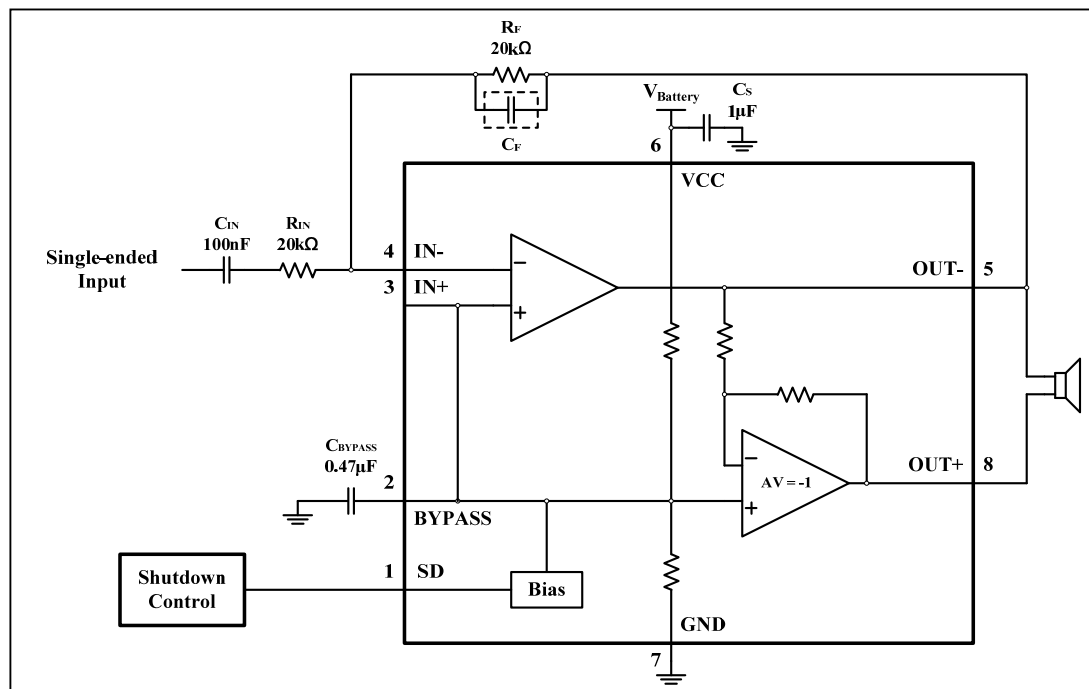 RF
20kΩ
CF
VBattery
CS
1μF
6
VCC
CIN
100nF
RIN
20kΩ
Single-ended
Input
4
IN-
3
IN+
OUT-
5
CBYPASS
0.47μF
2
BYPASS
AV = -1
OUT+
8
Shutdown
Control
1
SD
Bias
GND
7